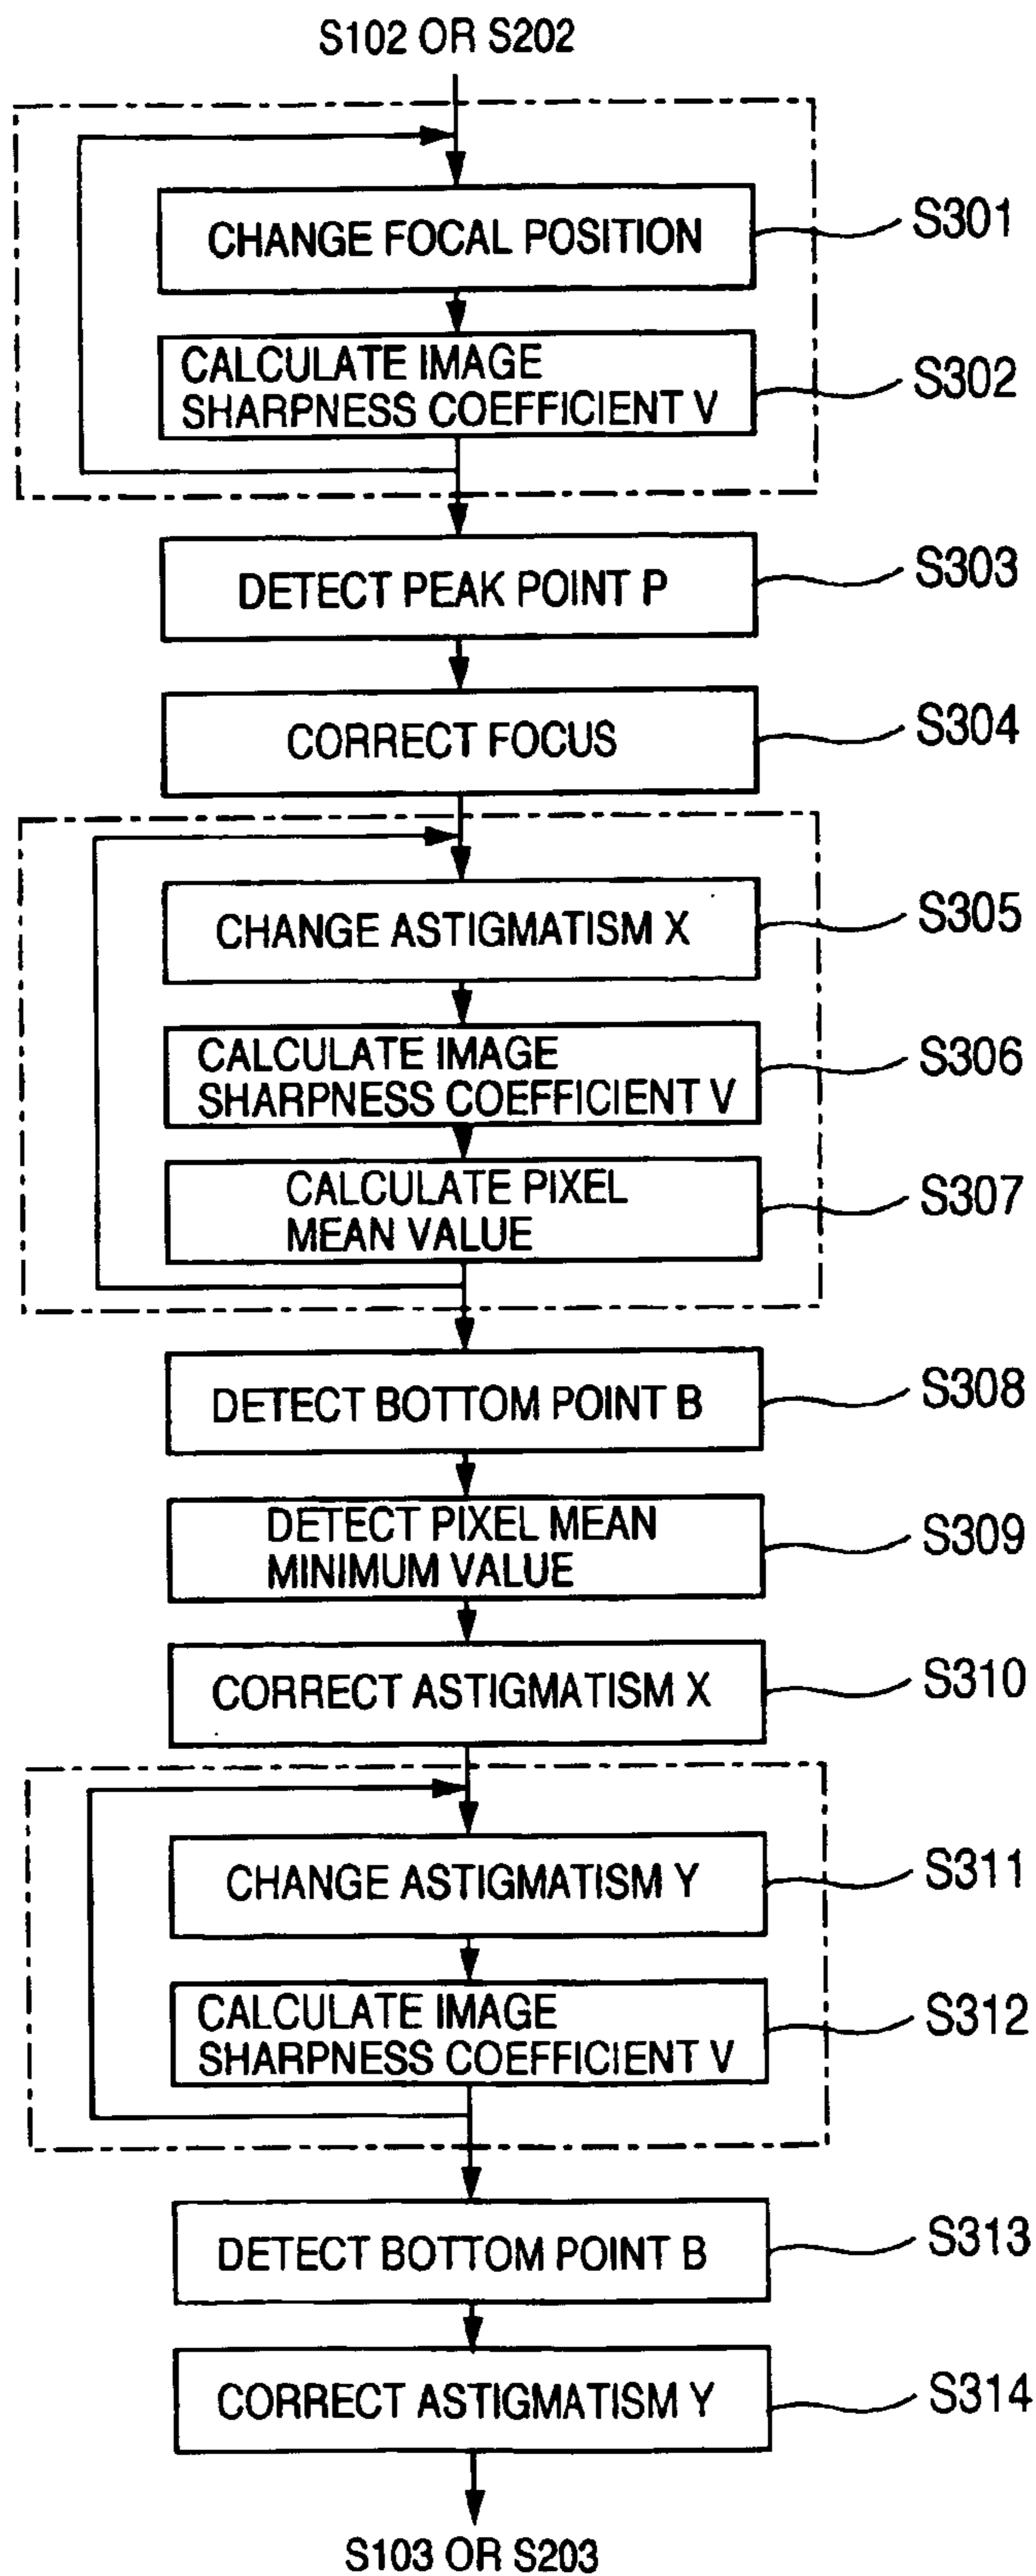 S102 OR S202
CHANGE FOCAL POSITION
S301
CALCULATE IMAGE
SHARPNESS COEFFICIENT V
S302
DETECT PEAK POINT P
S303
CORRECT FOCUS
S304
CHANGE ASTIGMATISM X
S305
CALCULATE IMAGE
SHARPNESS COEFFICIENT V
S306
CALCULATE PIXEL
MEAN VALUE
S307
DETECT BOTTOM POINT B
S308
DETECT PIXEL MEAN
MINIMUM VALUE
S309
CORRECT ASTIGMATISM X
S310
CHANGE ASTIGMATISM Y
S311
CALCULATE IMAGE
SHARPNESS COEFFICIENT V
S312
DETECT BOTTOM POINT B
S313
CORRECT ASTIGMATISM Y
S314
S103 OR S203